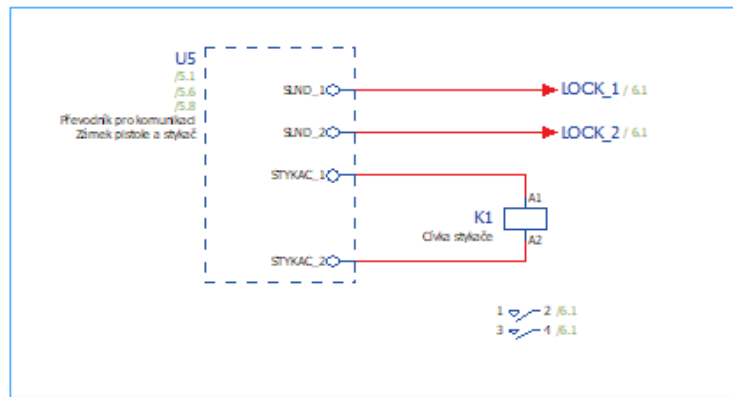 U5
/5.1
/5.6
/5.8
Převodník pro komunikaci
Zámek pistole a stykač
SLND_1
LOCK_1 / 6.1
SLND_2
LOCK_2 / 6.1
STYKAC_1
A1
K1
Cívka stykače
A2
STYKAC_2
1 2 /6.1
3 4 /6.1